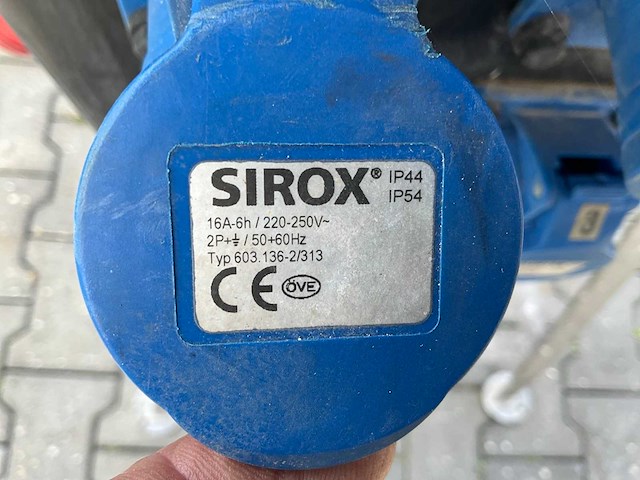 SIROX® IP44
IP54
16A-6h / 220-250V~
2P+⏚ / 50+60Hz
Typ 603.136-2/313
CE ÖVE